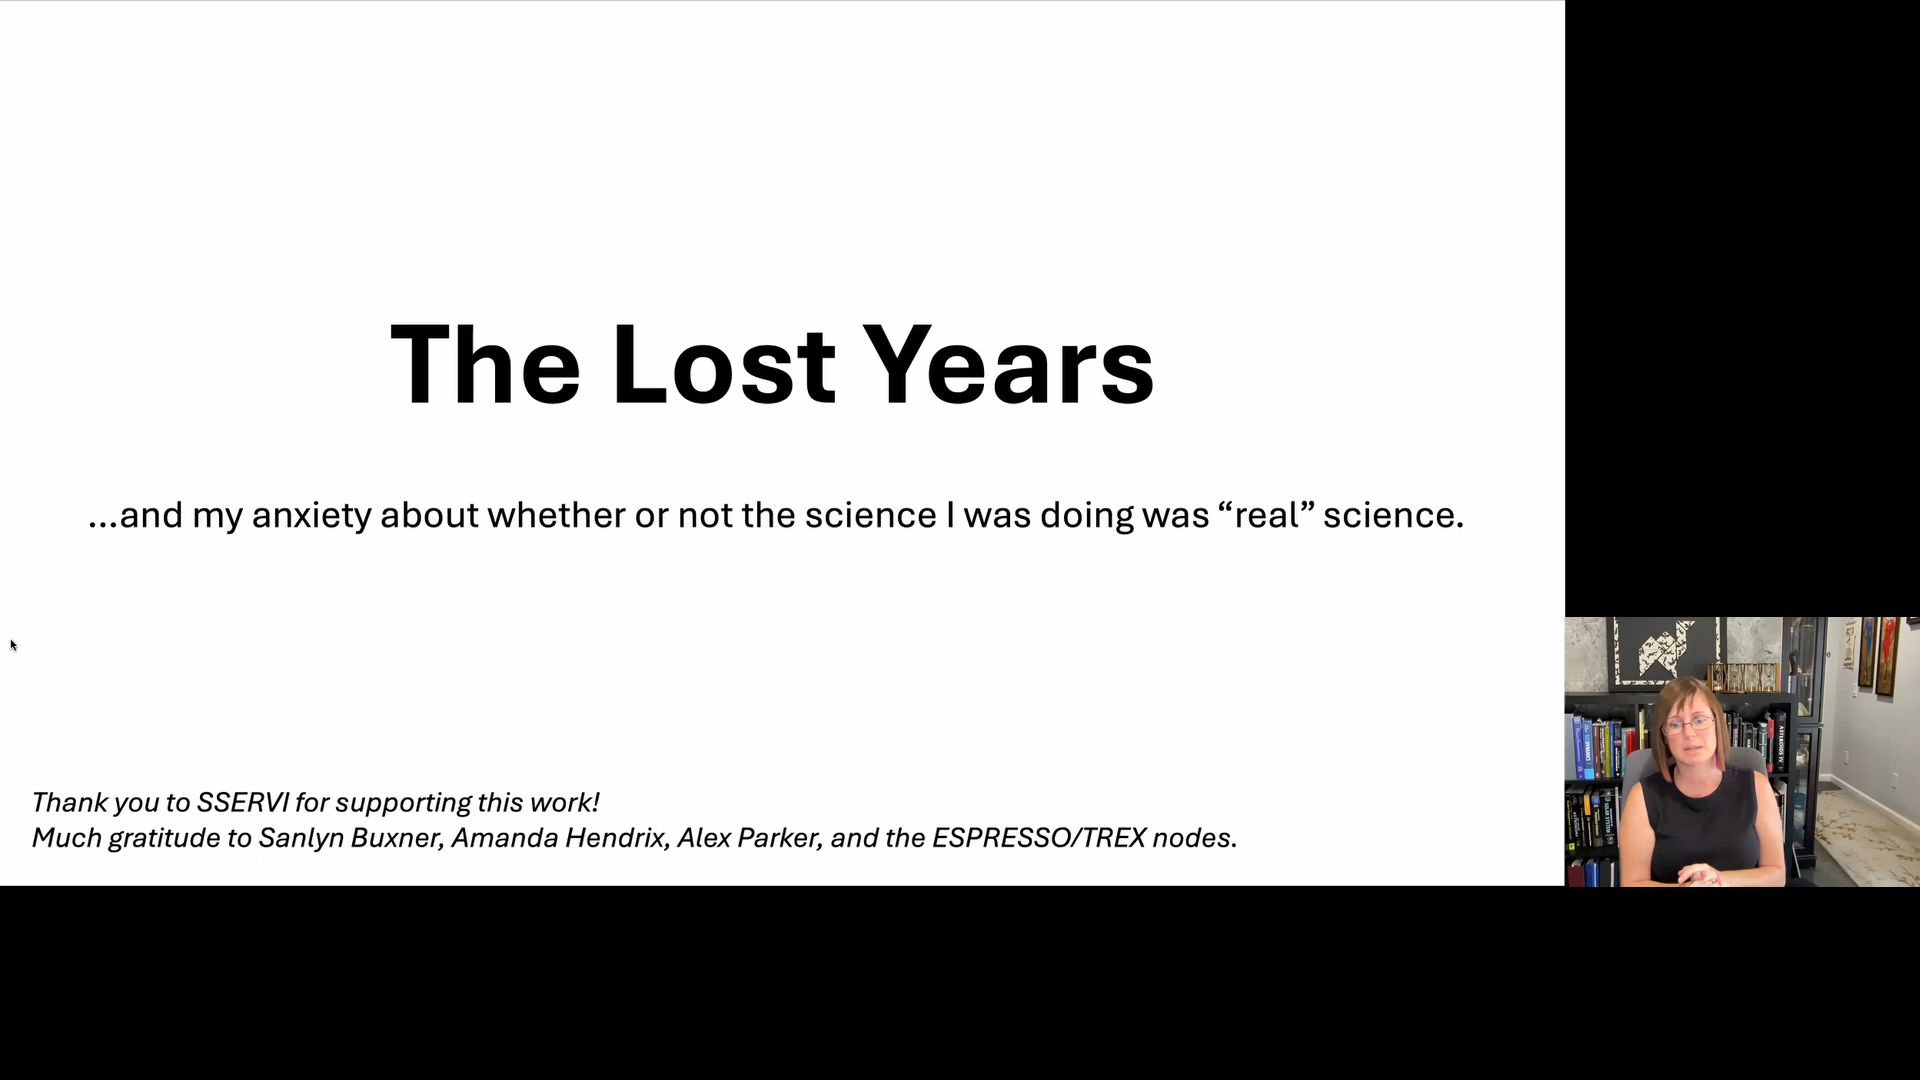 The Lost Years
...and my anxiety about whether or not the science I was doing was “real” science.
Thank you to SSERVI for supporting this work!
Much gratitude to Sanlyn Buxner, Amanda Hendrix, Alex Parker, and the ESPRESSO/TREX nodes.